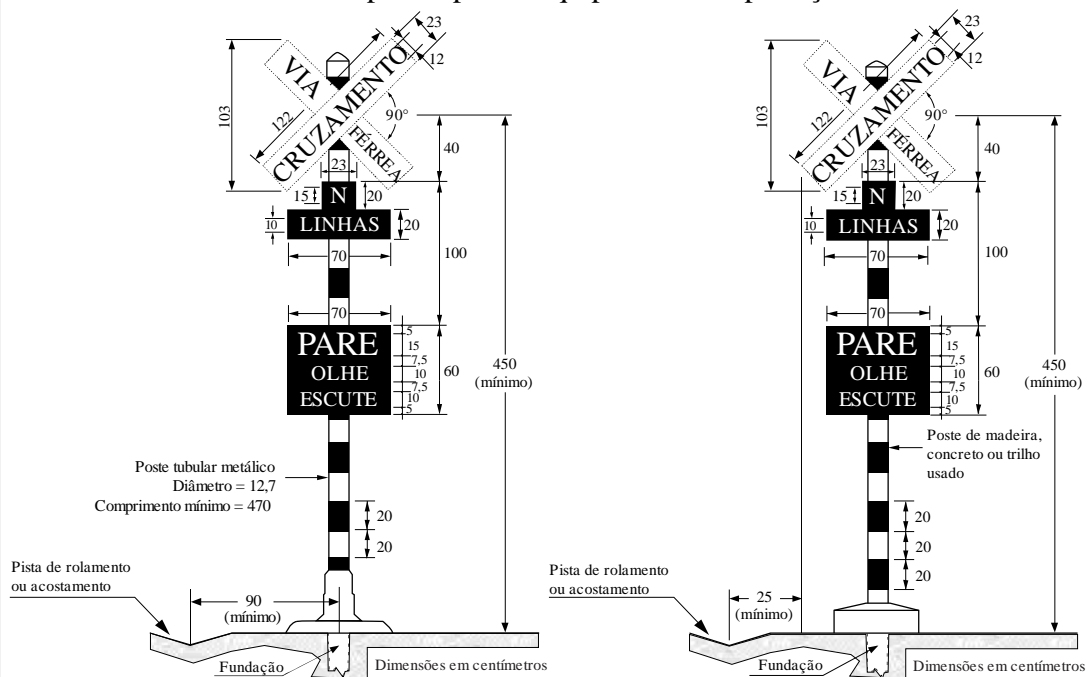 23
12
VIA
CRUZAMENTO
FÉRREA
103
122
90°
40
23
15
N
20
10
LINHAS
20
70
100
70
PARE
OLHE
ESCUTE
5
15
7,5
10
7,5
10
5
60
450
(mínimo)
Poste tubular metálico
Diâmetro = 12,7
Comprimento mínimo = 470
20
20
Pista de rolamento
ou acostamento
90
(mínimo)
Fundação
Dimensões em centímetros
23
12
VIA
CRUZAMENTO
FÉRREA
103
122
90°
40
23
15
N
20
10
LINHAS
20
70
100
70
PARE
OLHE
ESCUTE
5
15
7,5
10
7,5
10
5
60
450
(mínimo)
Poste de madeira,
concreto ou trilho
usado
20
20
20
Pista de rolamento
ou acostamento
25
(mínimo)
Fundação
Dimensões em centímetros